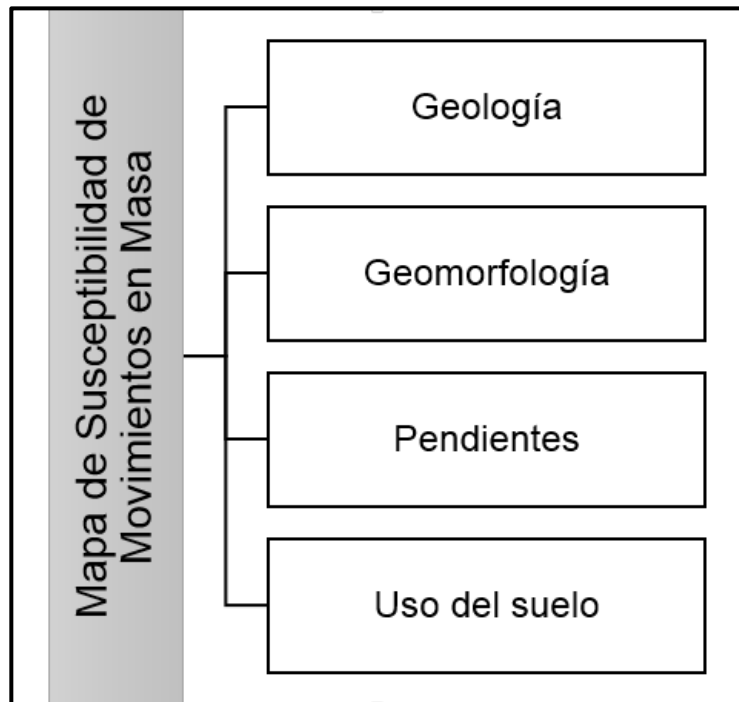 Mapa de Susceptibilidad de
Movimientos en Masa
Geología
Geomorfología
Pendientes
Uso del suelo